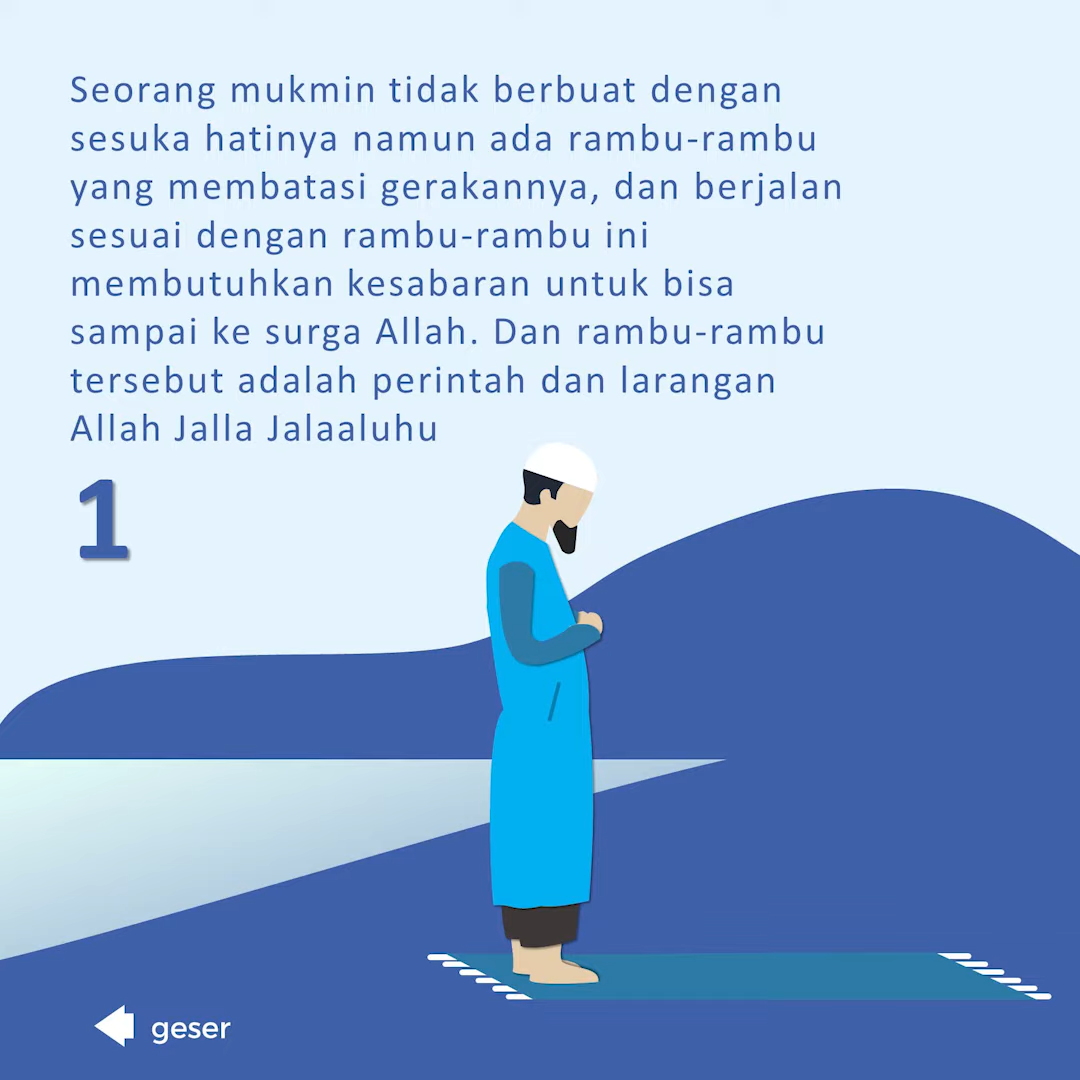 Seorang mukmin tidak berbuat dengan
sesuka hatinya namun ada rambu-rambu
yang membatasi gerakannya, dan berjalan
sesuai dengan rambu-rambu ini
membutuhkan kesabaran untuk bisa
sampai ke surga Allah. Dan rambu-rambu
tersebut adalah perintah dan larangan
Allah Jalla Jalaaluhu
1
geser